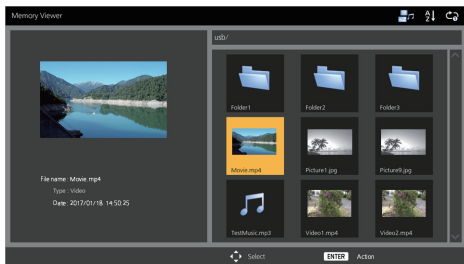 Memory Viewer
usb/
Folder1 Folder2 Folder3
Movie.mp4 Picture1.jpg Picture9.jpg
File name : Movie.mp4
Type : Video
Date : 2017/01/18 14:50:25
TestMusic.mp3 Video1.mp4 Video2.mp4
Select ENTER Action